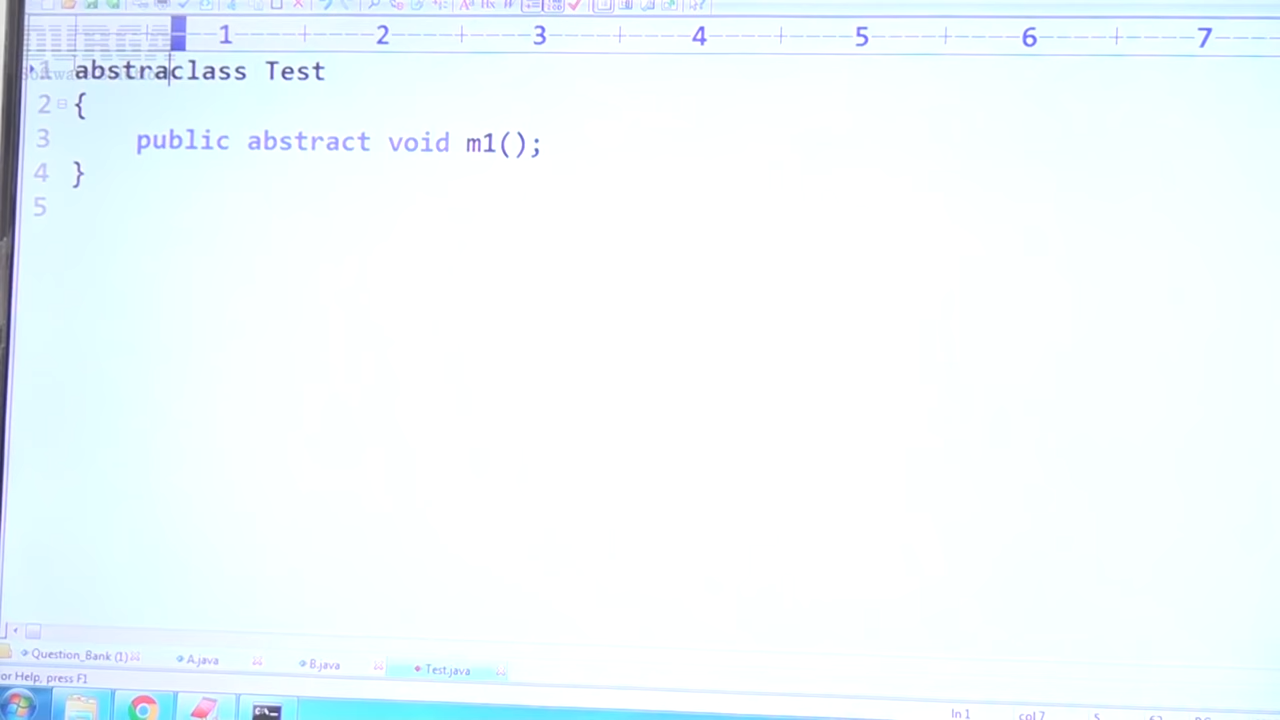 1 2 3 4 5 6 7
1 abstraclass Test
2 {
3 public abstract void m1();
4 }
5
Question_Bank (1) A.java B.java Test.java
or Help, press F1
ln 1 col 7